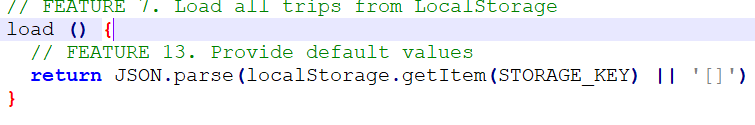 // FEATURE 7. Load all trips from LocalStorage
load () {
// FEATURE 13. Provide default values
return JSON.parse(localStorage.getItem(STORAGE_KEY) || '[]')
}